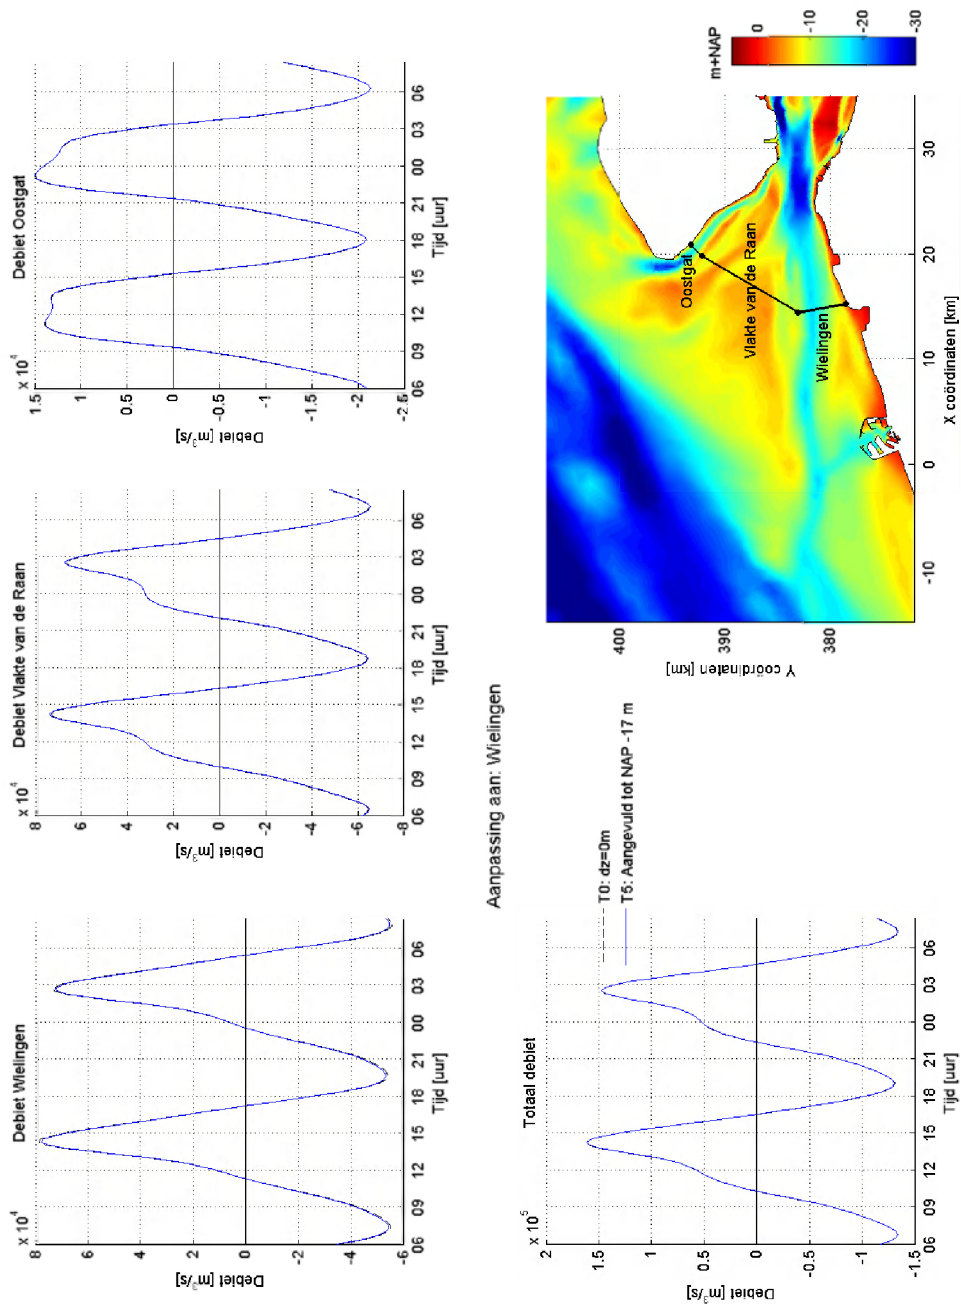 Debiet Wielingen
x 10^4
8
6
4
2
0
-2
-4
-6
Debiet [m^3/s]
06 09 12 15 18 21 00 03 06
Tijd [uur]
Debiet Vlakte van de Raan
x 10^4
8
6
4
2
0
-2
-4
-6
-8
Debiet [m^3/s]
06 09 12 15 18 21 00 03 06
Tijd [uur]
Debiet Oostgat
x 10^4
1.5
1
0.5
0
-0.5
-1
-1.5
-2
-2.5
Debiet [m^3/s]
06 09 12 15 18 21 00 03 06
Tijd [uur]
Aanpassing aan: Wielingen
Totaal debiet
x 10^5
2
1.5
1
0.5
0
-0.5
-1
-1.5
Debiet [m^3/s]
06 09 12 15 18 21 00 03 06
Tijd [uur]
T0: dz=0m
T5: Aangevuld tot NAP -17 m
400
390
380
Y coördinaten [km]
-10 0 10 20 30
X coördinaten [km]
Oostgat
Vlakte van de Raan
Wielingen
m+NAP
0
-10
-20
-30